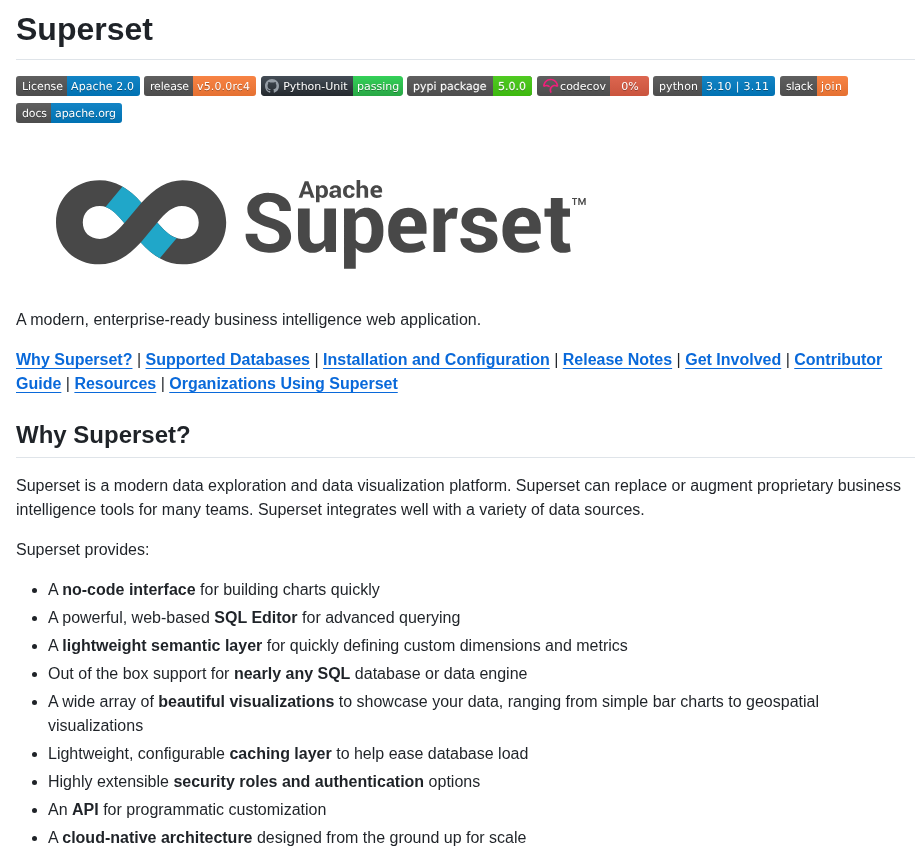 Superset
License Apache 2.0 release v5.0.0rc4 Python-Unit passing pypi package 5.0.0 codecov 0% python 3.10 | 3.11 slack join
docs apache.org
Apache
Superset™
A modern, enterprise-ready business intelligence web application.
Why Superset? | Supported Databases | Installation and Configuration | Release Notes | Get Involved | Contributor
Guide | Resources | Organizations Using Superset
Why Superset?
Superset is a modern data exploration and data visualization platform. Superset can replace or augment proprietary business
intelligence tools for many teams. Superset integrates well with a variety of data sources.
Superset provides:
• A no-code interface for building charts quickly
• A powerful, web-based SQL Editor for advanced querying
• A lightweight semantic layer for quickly defining custom dimensions and metrics
• Out of the box support for nearly any SQL database or data engine
• A wide array of beautiful visualizations to showcase your data, ranging from simple bar charts to geospatial
visualizations
• Lightweight, configurable caching layer to help ease database load
• Highly extensible security roles and authentication options
• An API for programmatic customization
• A cloud-native architecture designed from the ground up for scale